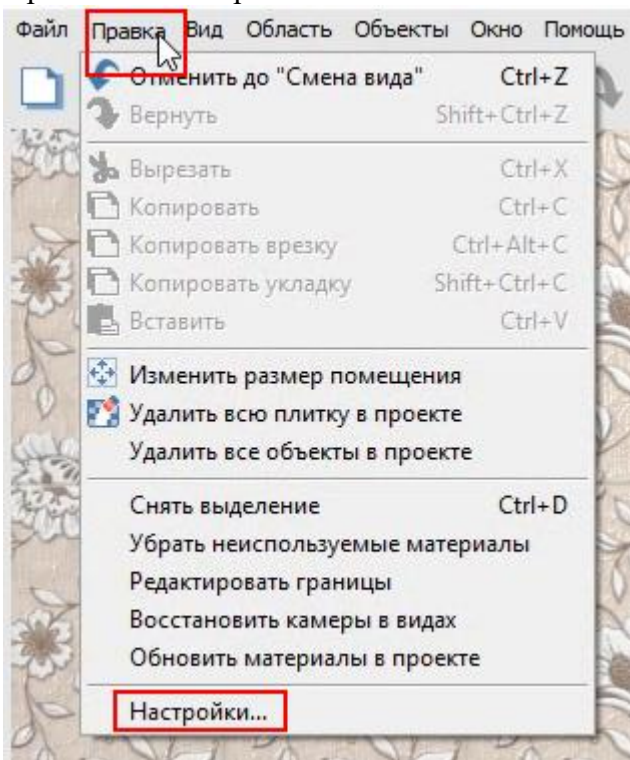 Файл Правка Вид Область Объекты Окно Помощь
Отменить до "Смена вида" Ctrl+Z
Вернуть Shift+Ctrl+Z
Вырезать Ctrl+X
Копировать Ctrl+C
Копировать врезку Ctrl+Alt+C
Копировать укладку Shift+Ctrl+C
Вставить Ctrl+V
Изменить размер помещения
Удалить всю плитку в проекте
Удалить все объекты в проекте
Снять выделение Ctrl+D
Убрать неиспользуемые материалы
Редактировать границы
Восстановить камеры в видах
Обновить материалы в проекте
Настройки...